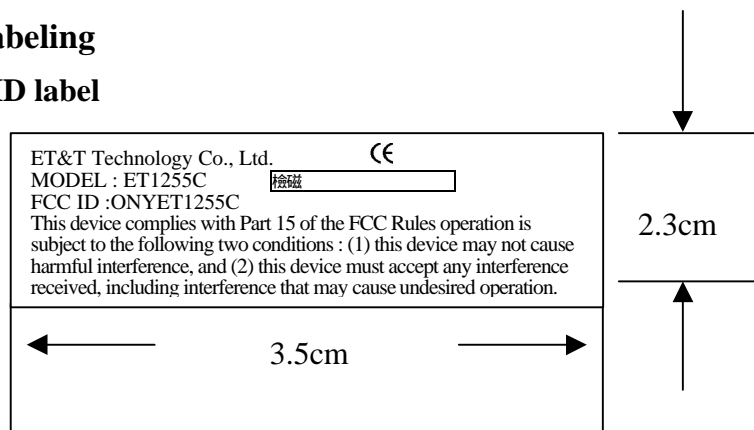 abeling
ID label
ET&T Technology Co., Ltd. CE
MODEL : ET1255C 檢磁
FCC ID :ONYET1255C
This device complies with Part 15 of the FCC Rules operation is
subject to the following two conditions : (1) this device may not cause
harmful interference, and (2) this device must accept any interference
received, including interference that may cause undesired operation.
2.3cm
3.5cm